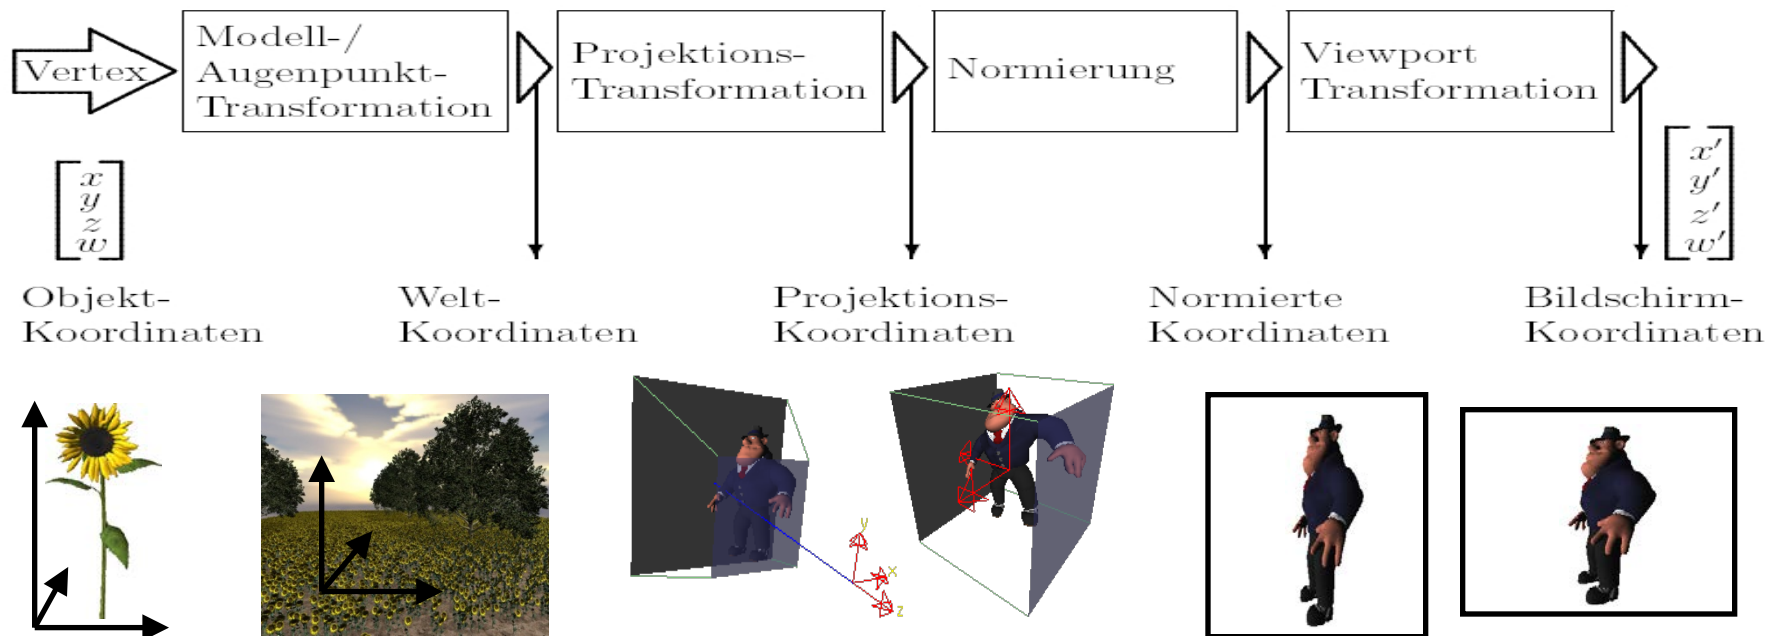 Vertex
Modell-/
Augenpunkt-
Transformation
Projektions-
Transformation
Normierung
Viewport
Transformation
x
y
z
w
x′
y′
z′
w′
Objekt-
Koordinaten
Welt-
Koordinaten
Projektions-
Koordinaten
Normierte
Koordinaten
Bildschirm-
Koordinaten
y
x
z